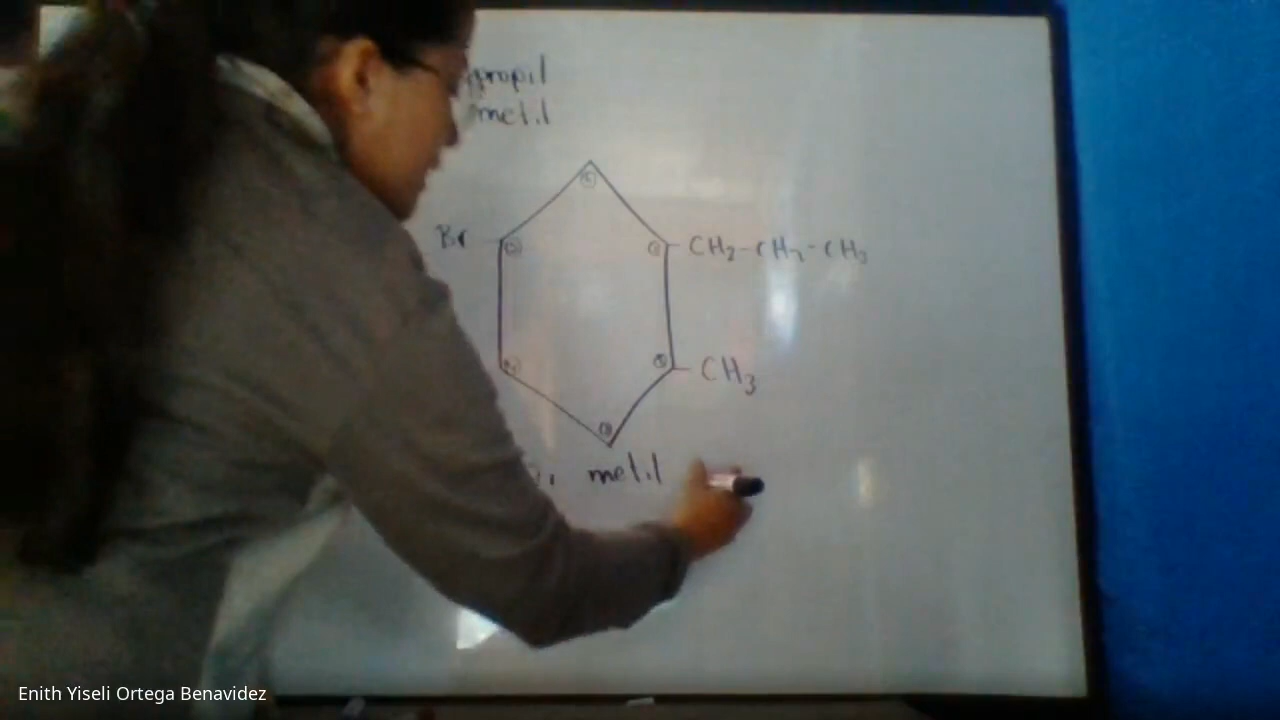 propil
metil
Br
CH2-CH2-CH3
CH3
metil
Enith Yiseli Ortega Benavidez